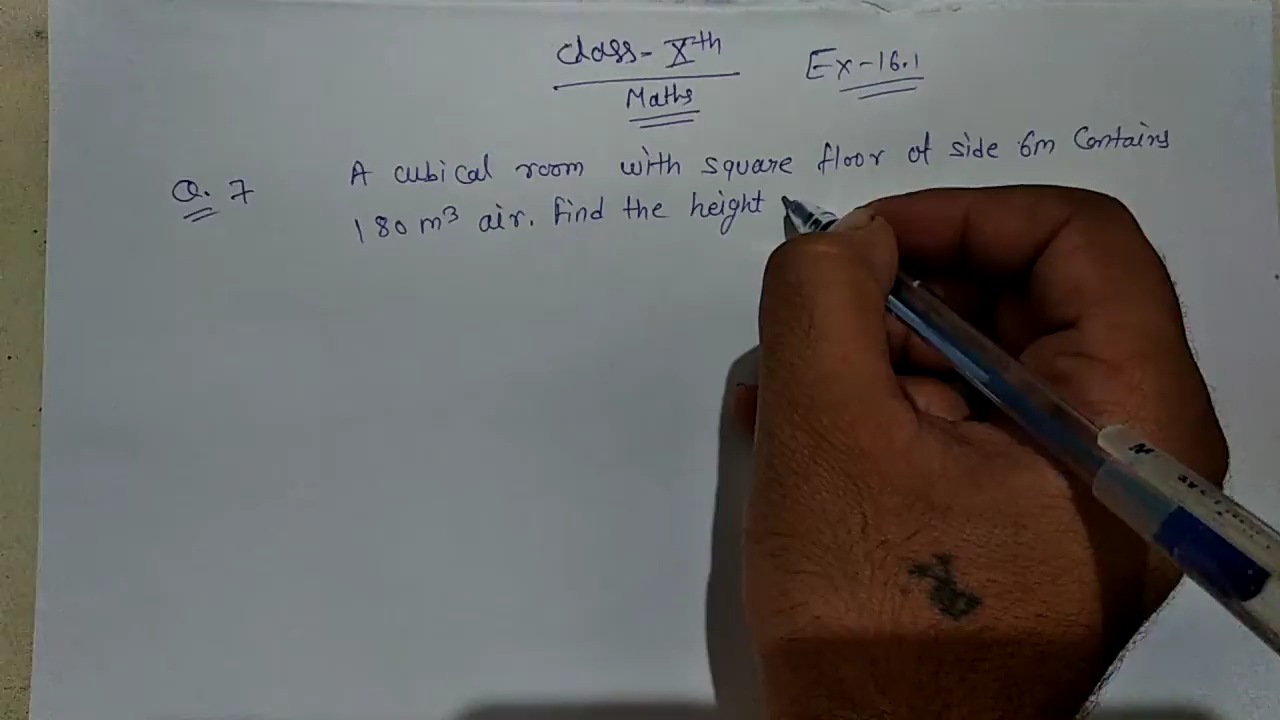 Class - Xth
Ex-16.1
Maths
Q. 7
A cubical room with square floor of side 6m Contains
180 m³ air. Find the height